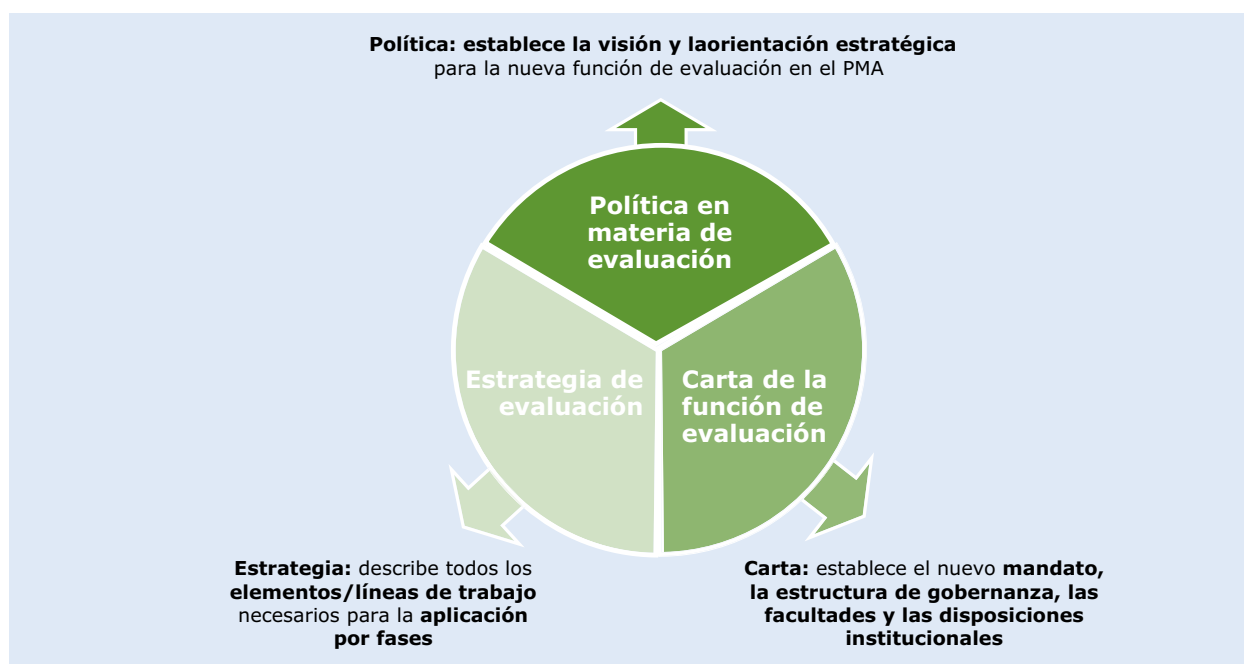 Política: establece la visión y laorientación estratégica
para la nueva función de evaluación en el PMA
Política en
materia de
evaluación
Estrategia de
evaluación
Carta de la
función de
evaluación
Estrategia: describe todos los
elementos/líneas de trabajo
necesarios para la aplicación
por fases
Carta: establece el nuevo mandato,
la estructura de gobernanza, las
facultades y las disposiciones
institucionales